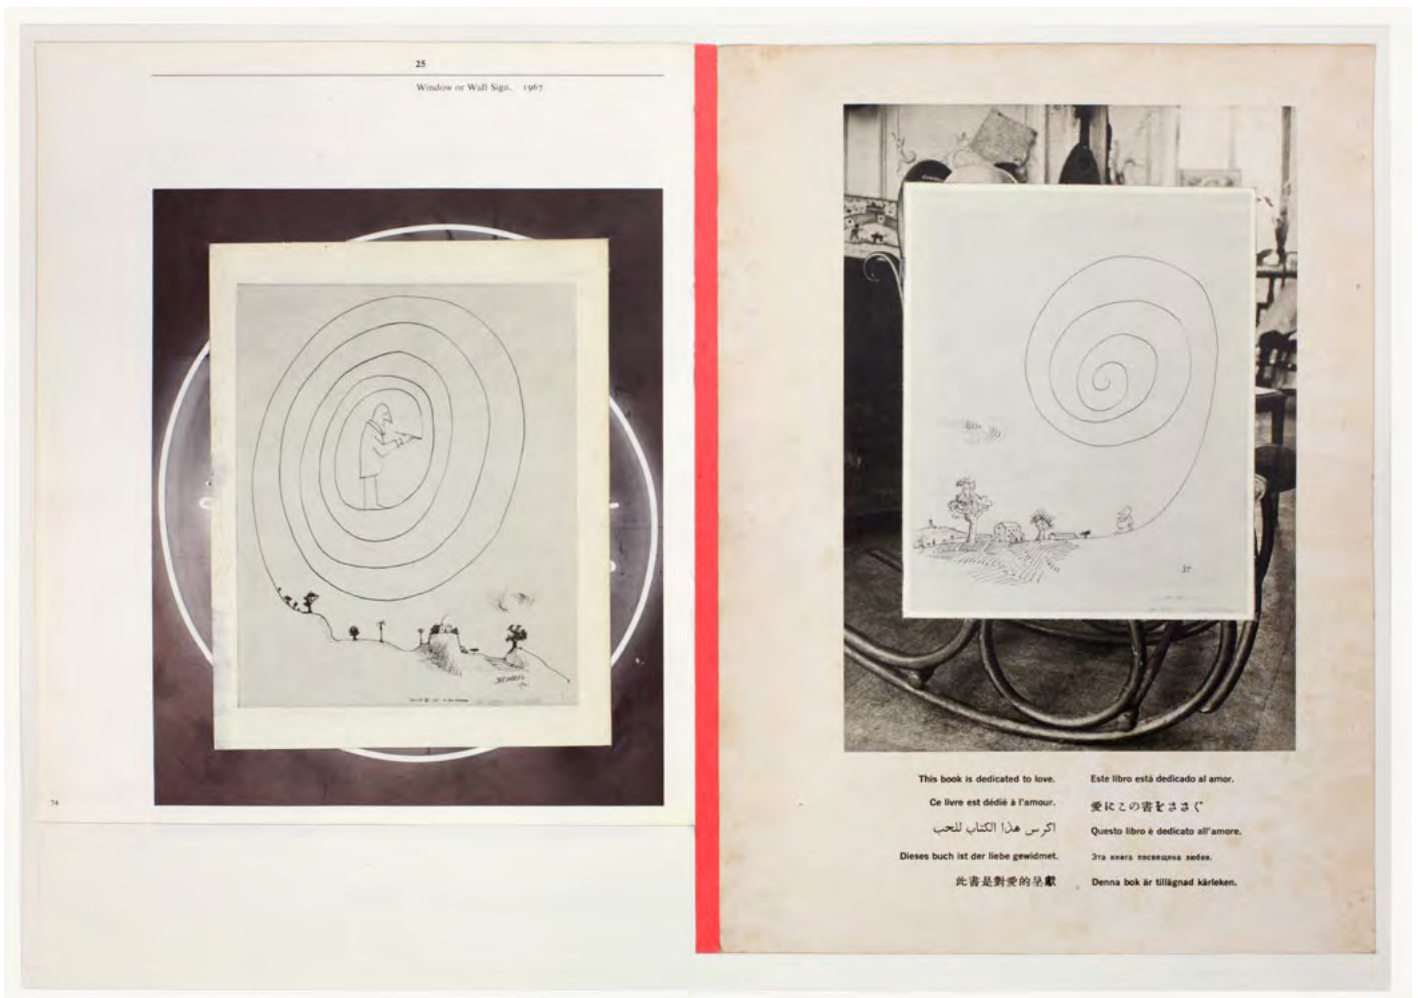 25
Window or Wall Sign. 1967
STEINBERG
74
ST
This book is dedicated to love.
Ce livre est dédié à l'amour.
اكرس هذا الكتاب للحب
Dieses buch ist der liebe gewidmet.
此書是對愛的呈獻
Este libro está dedicado al amor.
愛にこの書をささぐ
Questo libro è dedicato all'amore.
Эта книга посвящена любви.
Denna bok är tillägnad kärleken.